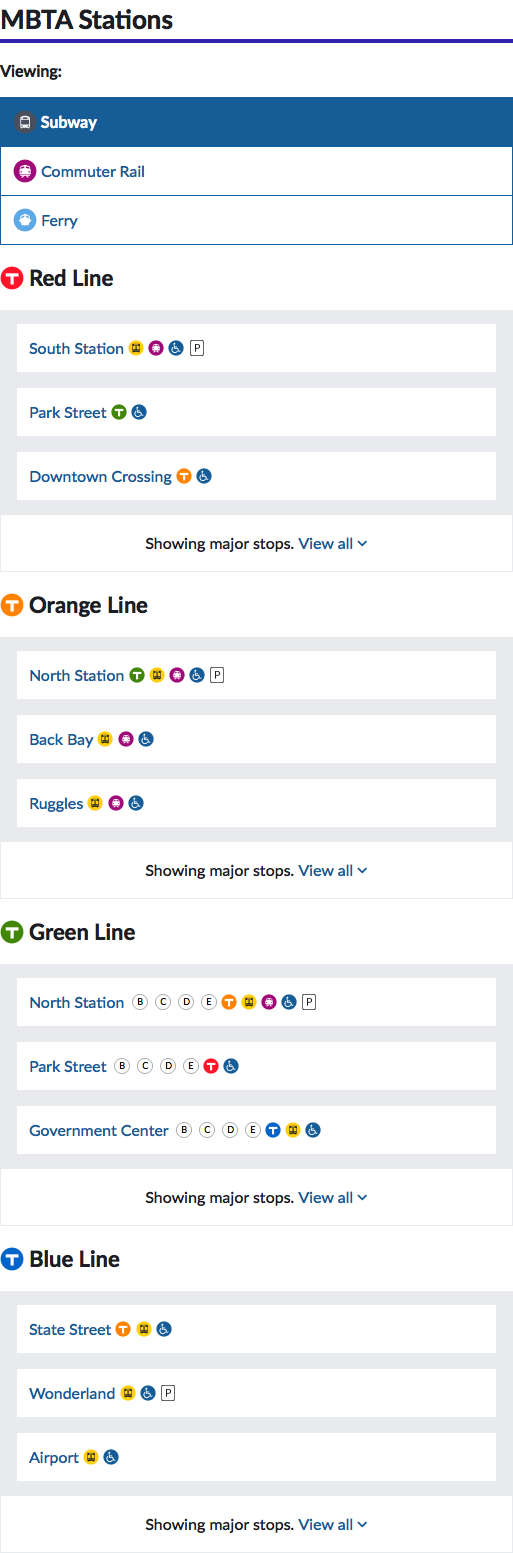 MBTA Stations
Viewing:
Subway
Commuter Rail
Ferry
T Red Line
South Station P
Park Street T
Downtown Crossing T
Showing major stops. View all
T Orange Line
North Station T P
Back Bay
Ruggles
Showing major stops. View all
T Green Line
North Station B C D E T P
Park Street B C D E T
Government Center B C D E T
Showing major stops. View all
T Blue Line
State Street T
Wonderland P
Airport
Showing major stops. View all